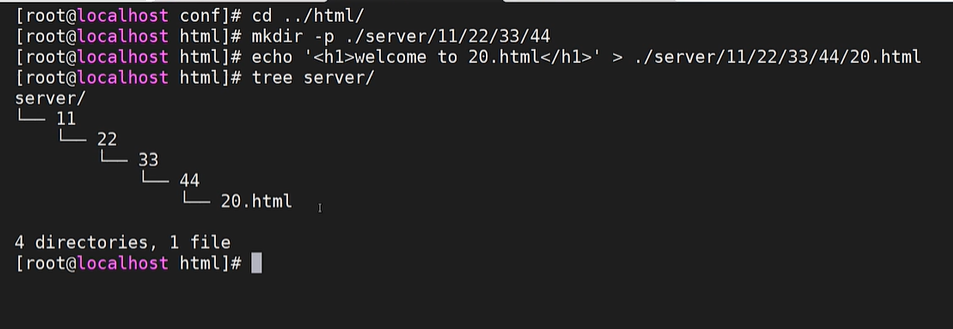 [root@localhost conf]# cd ../html/
[root@localhost html]# mkdir -p ./server/11/22/33/44
[root@localhost html]# echo '<h1>welcome to 20.html</h1>' > ./server/11/22/33/44/20.html
[root@localhost html]# tree server/
server/
└── 11
    └── 22
        └── 33
            └── 44
                └── 20.html

4 directories, 1 file
[root@localhost html]#